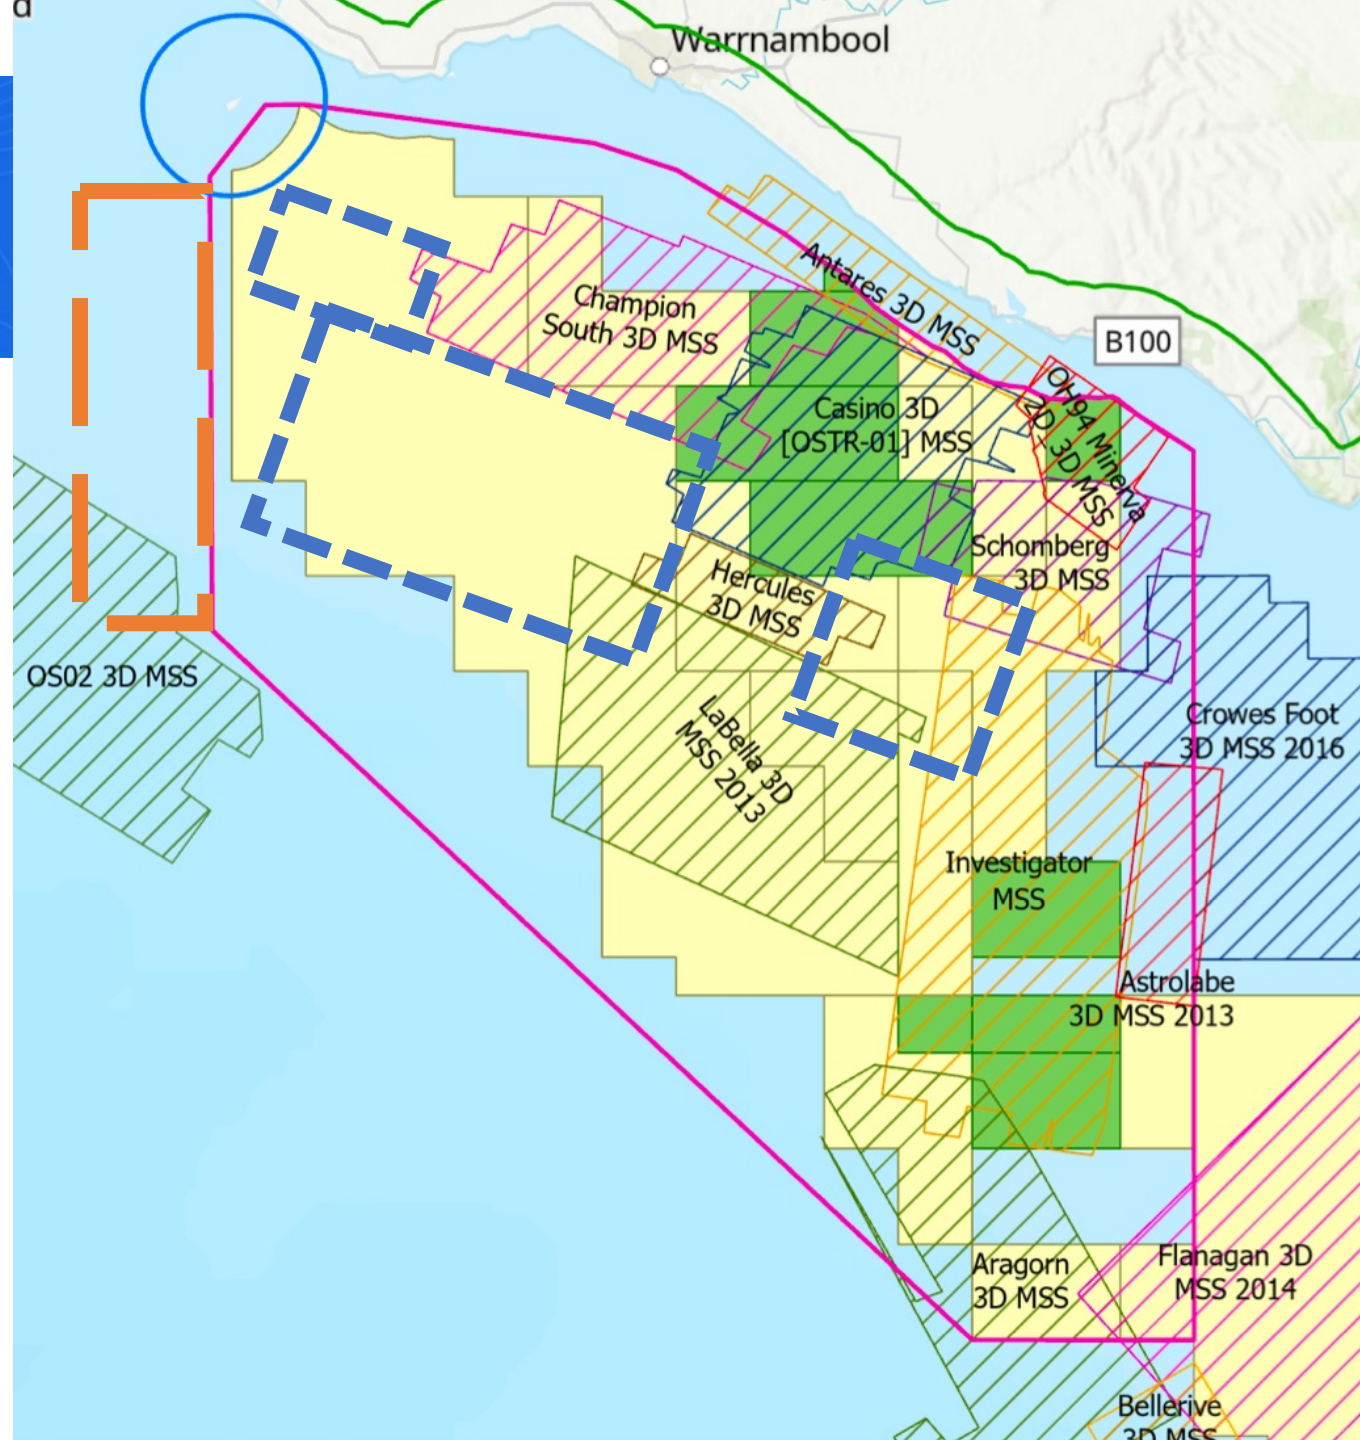 d
Warrnambool
Antares 3D MSS
Champion
South 3D MSS
B100
OH94 Minerva
2D_3D MSS
Casino 3D
[OSTR-01] MSS
Schomberg
3D MSS
Hercules
3D MSS
OS02 3D MSS
LaBella 3D
MSS 2013
Crowes Foot
3D MSS 2016
Investigator
MSS
Astrolabe
3D MSS 2013
Aragorn
3D MSS
Flanagan 3D
MSS 2014
Bellerive
3D MSS